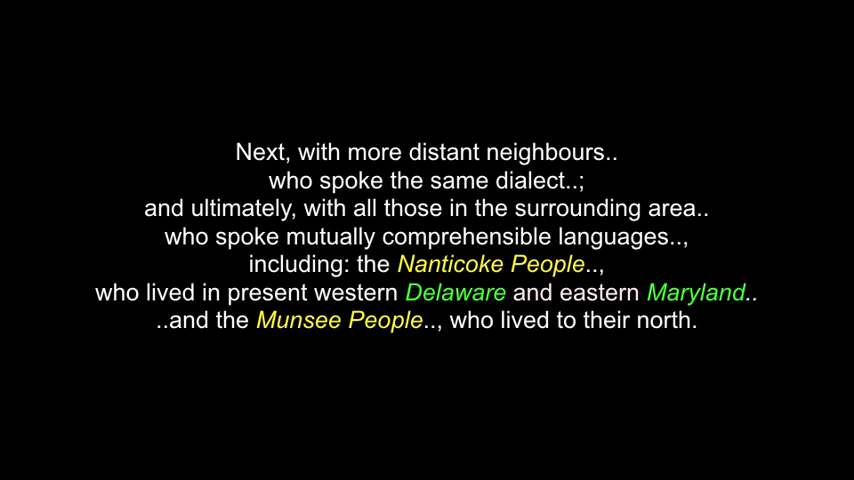 Next, with more distant neighbours..
who spoke the same dialect..;
and ultimately, with all those in the surrounding area..
who spoke mutually comprehensible languages..,
including: the Nanticoke People..,
who lived in present western Delaware and eastern Maryland..
..and the Munsee People.., who lived to their north.